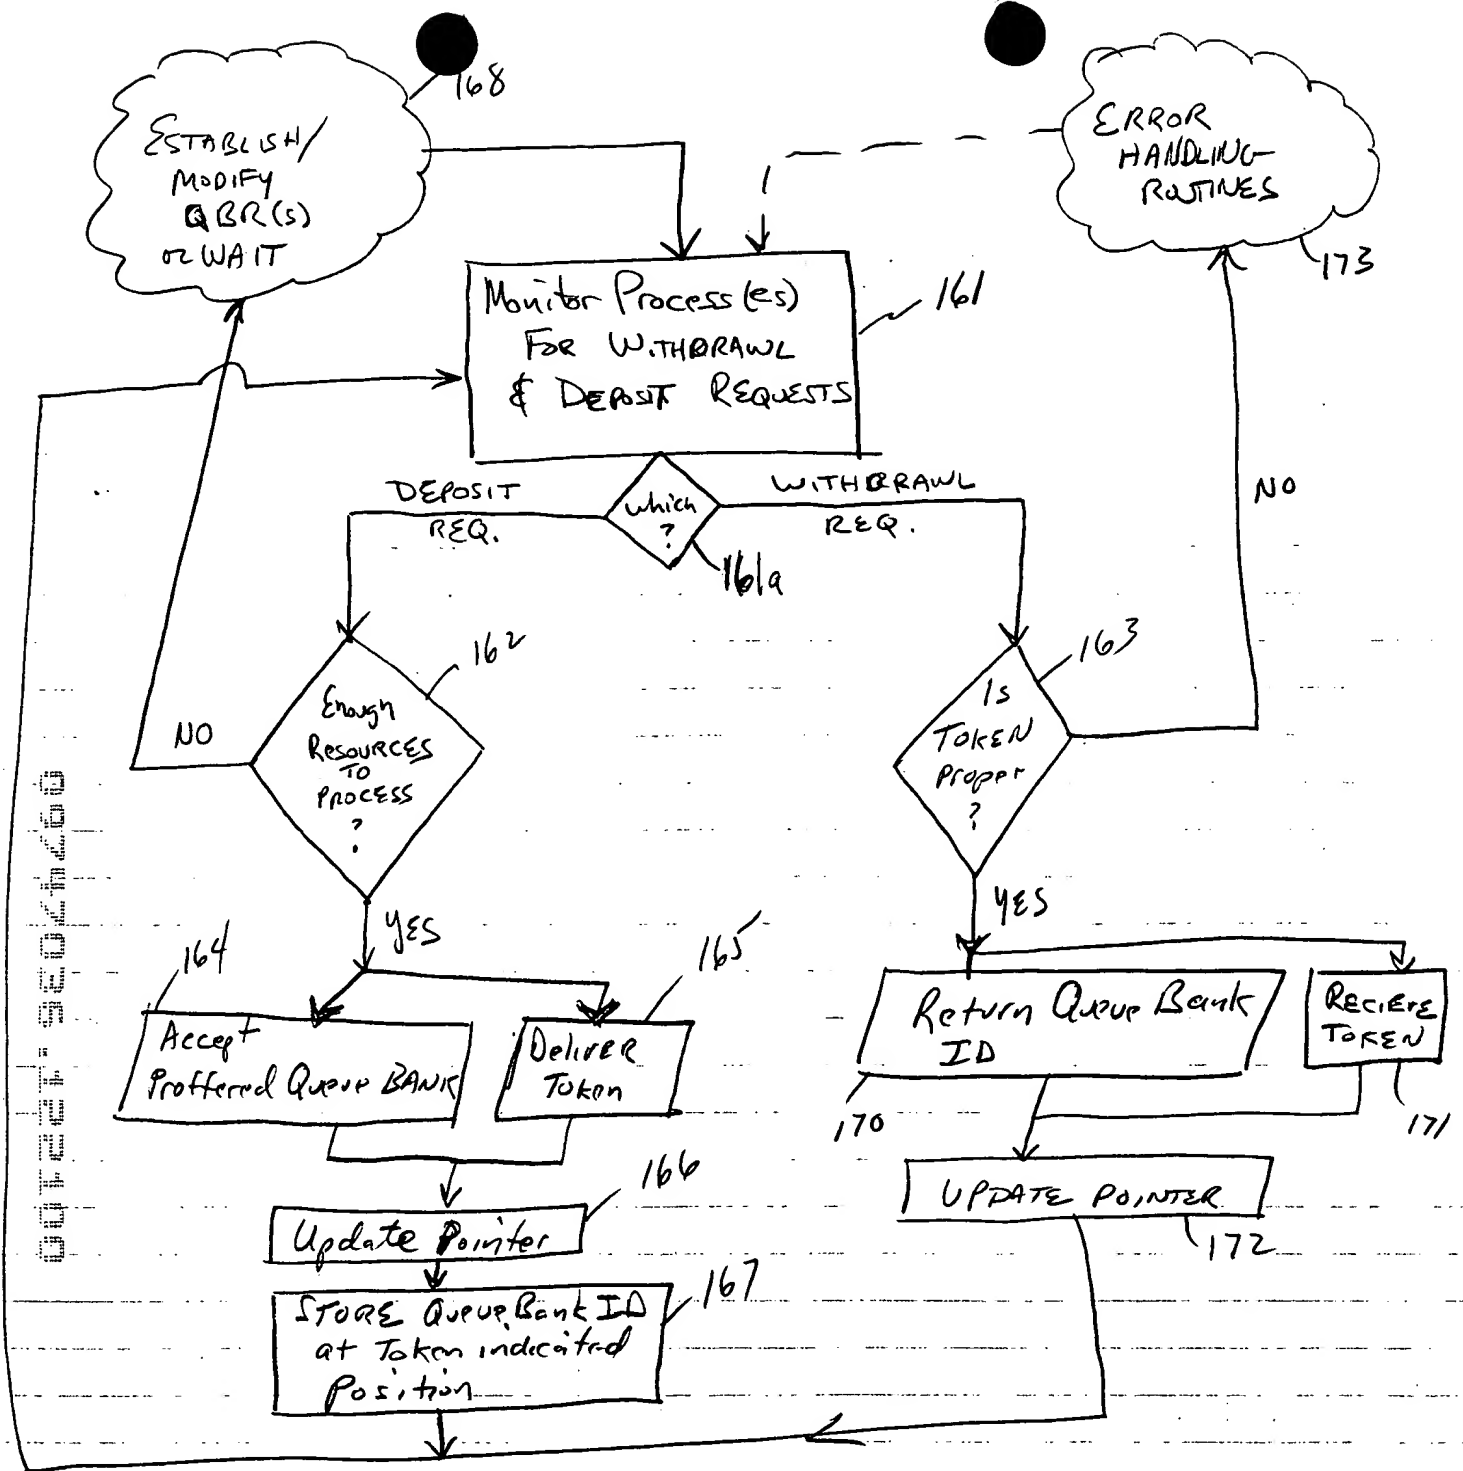 168
ESTABLISH/
MODIFY
QBR(s)
or WAIT
ERROR
HANDLING
ROUTINES
173
Monitor Process(es)
FOR WITHDRAWL
& DEPOSIT REQUESTS
161
DEPOSIT
REQ.
which
?
161a
WITHDRAWL
REQ.
NO
162
Enough
RESOURCES
TO
PROCESS
?
NO
163
Is
TOKEN
Proper
?
YES
YES
164
Accept
Proffered Queue BANK
165
DELIVER
Token
Return Queue Bank
ID
170
RECIEVE
TOKEN
171
166
Update Pointer
UPDATE POINTER
172
167
STORE Queue Bank ID
at Token indicated
Position